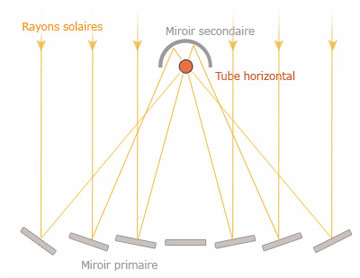 Rayons solaires
Miroir secondaire
Tube horizontal
Miroir primaire